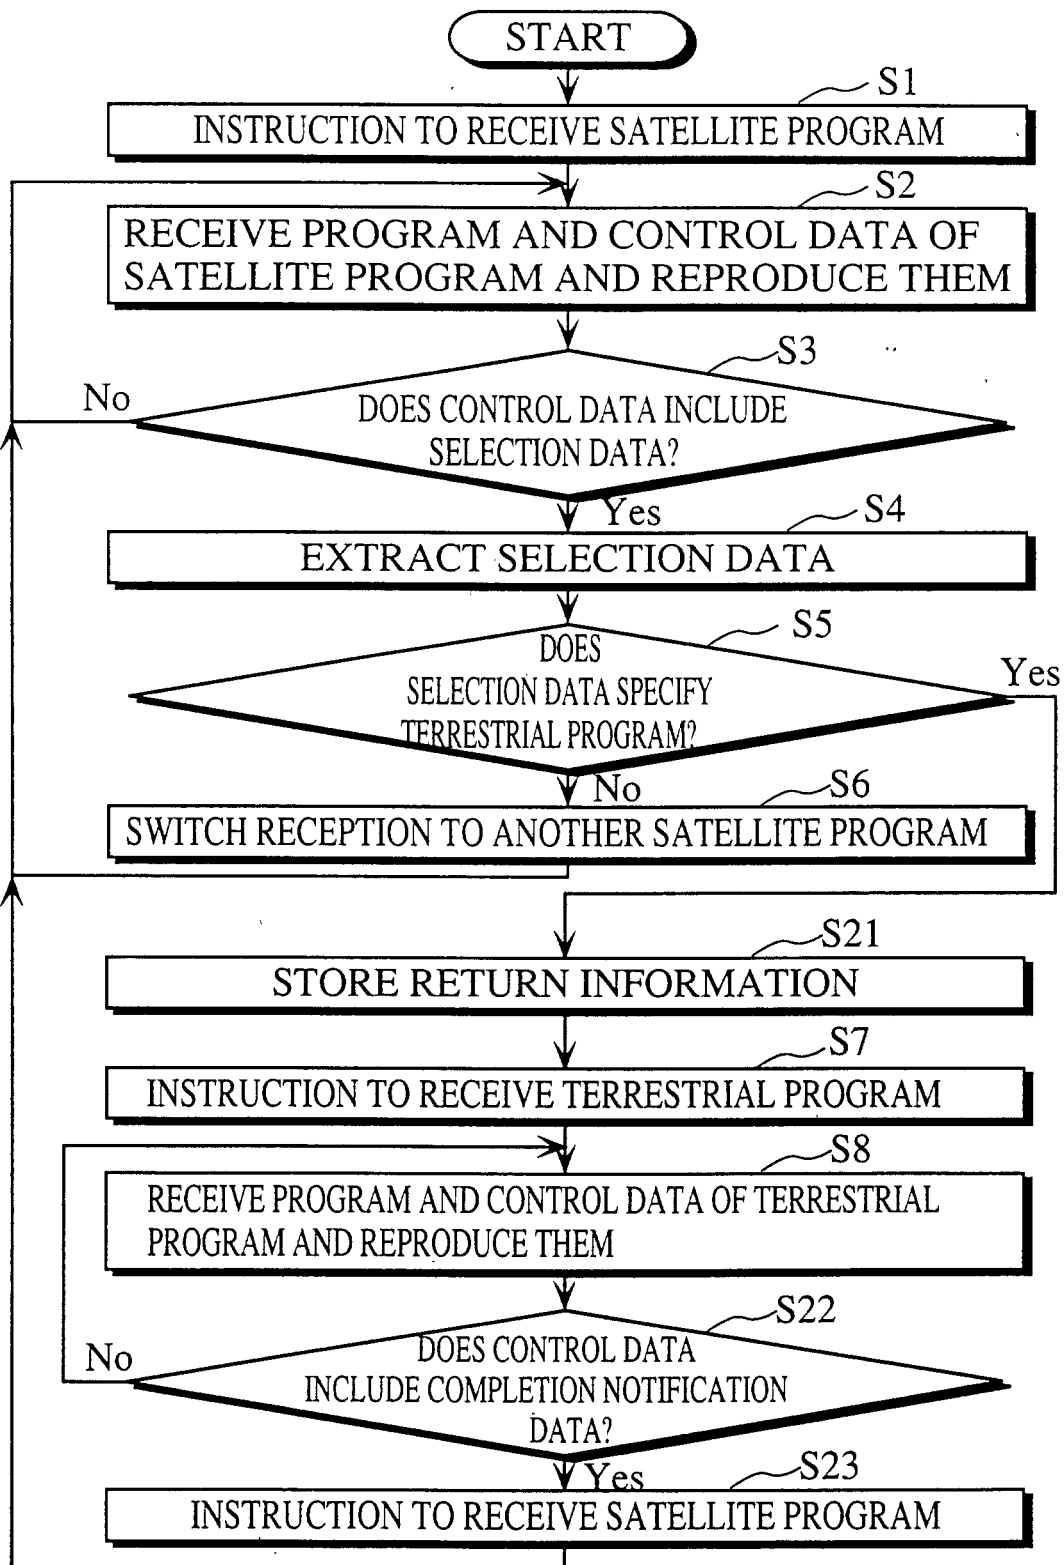 START
S1
INSTRUCTION TO RECEIVE SATELLITE PROGRAM
S2
RECEIVE PROGRAM AND CONTROL DATA OF
SATELLITE PROGRAM AND REPRODUCE THEM
S3
No
DOES CONTROL DATA INCLUDE
SELECTION DATA?
Yes
S4
EXTRACT SELECTION DATA
S5
DOES
SELECTION DATA SPECIFY
TERRESTRIAL PROGRAM?
Yes
No
S6
SWITCH RECEPTION TO ANOTHER SATELLITE PROGRAM
S21
STORE RETURN INFORMATION
S7
INSTRUCTION TO RECEIVE TERRESTRIAL PROGRAM
S8
RECEIVE PROGRAM AND CONTROL DATA OF TERRESTRIAL
PROGRAM AND REPRODUCE THEM
S22
No
DOES CONTROL DATA
INCLUDE COMPLETION NOTIFICATION
DATA?
Yes
S23
INSTRUCTION TO RECEIVE SATELLITE PROGRAM